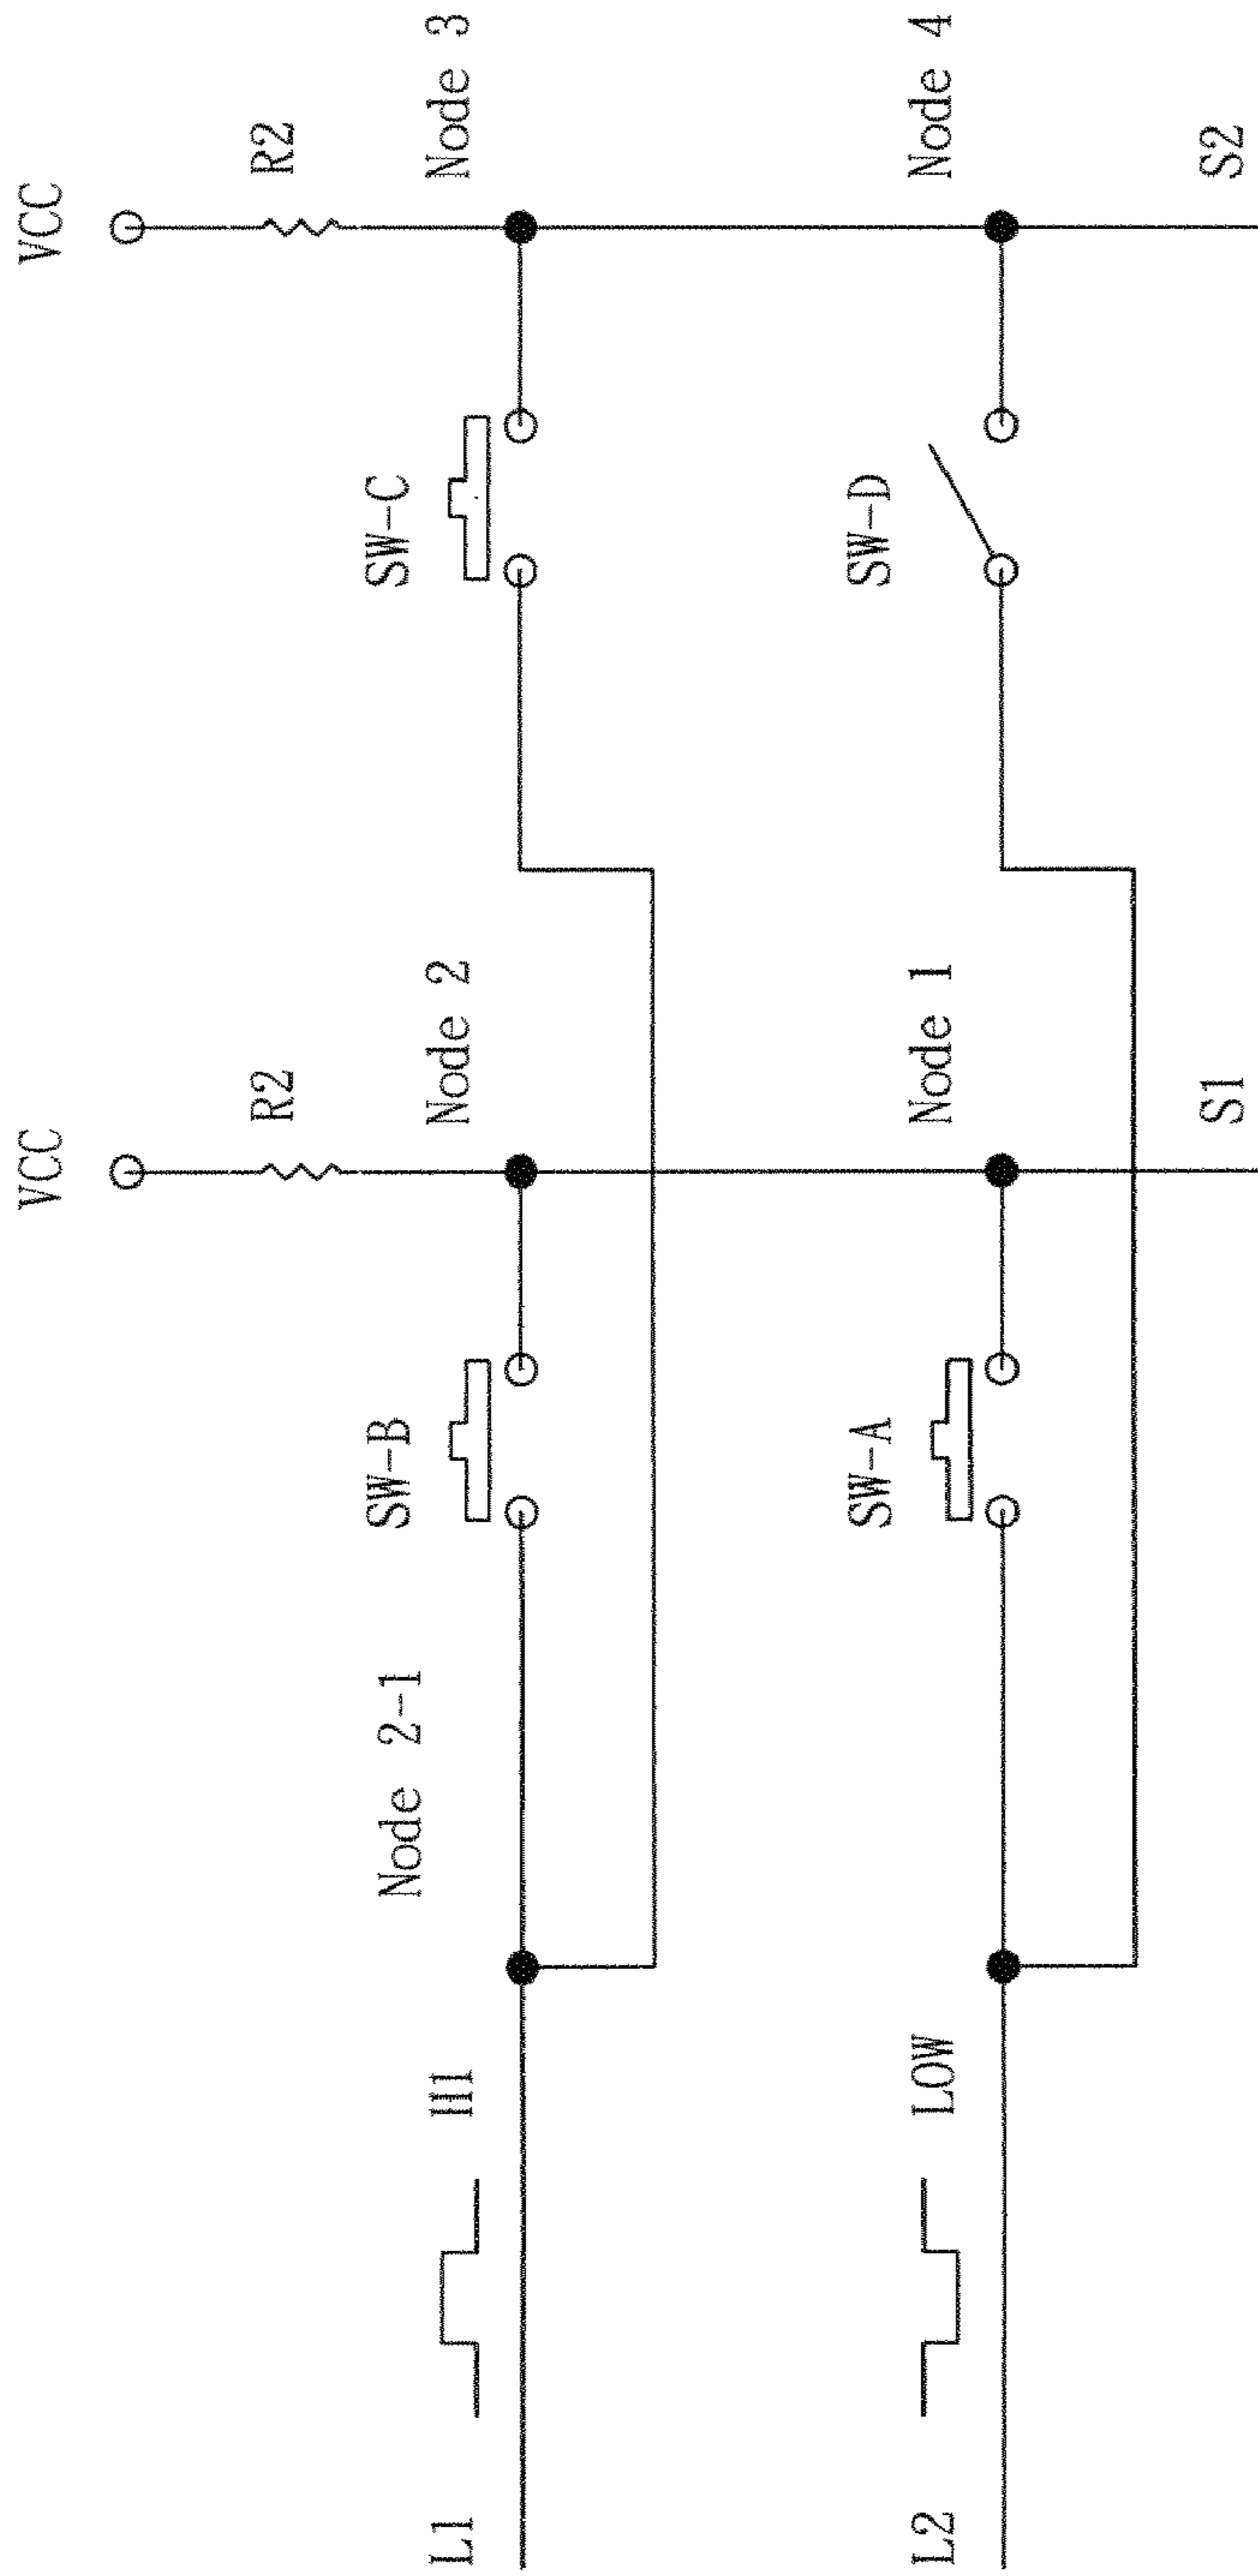 VCC
VCC
R2
R2
Node 2-1
SW-B
SW-C
L1
HI
Node 2
Node 3
SW-A
SW-D
L2
LOW
Node 1
Node 4
S1
S2